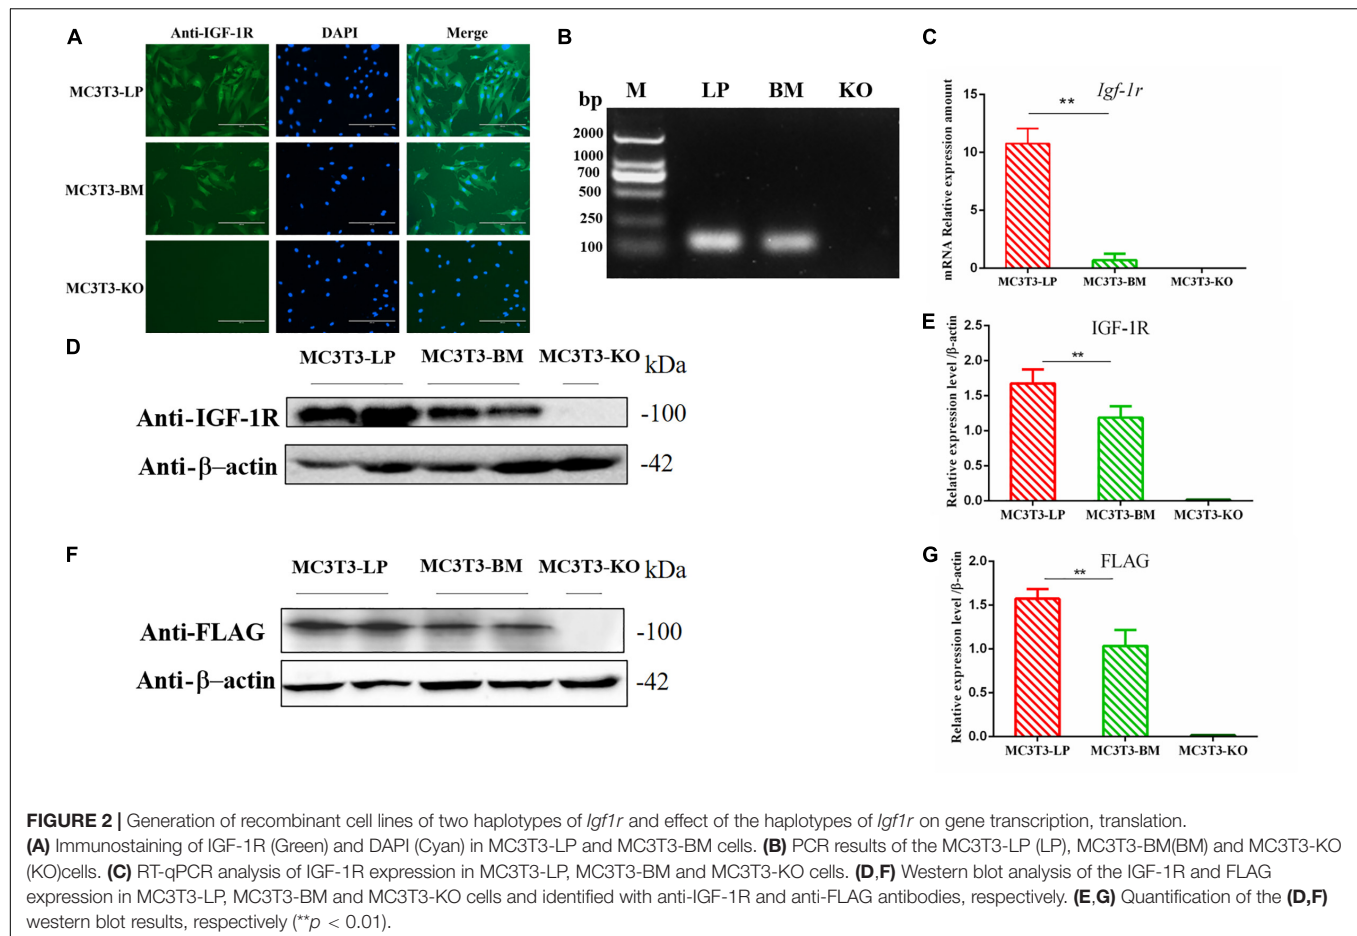 A
Anti-IGF-1R
DAPI
Merge
MC3T3-LP
MC3T3-BM
MC3T3-KO
B
M
LP
BM
KO
bp
2000
1000
700
500
250
100
C
Igf-1r
**
mRNA Relative expression amount
15
10
5
0
MC3T3-LP
MC3T3-BM
MC3T3-KO
D
MC3T3-LP
MC3T3-BM
MC3T3-KO
kDa
Anti-IGF-1R
-100
Anti-β-actin
-42
E
IGF-1R
**
Relative expression level /β-actin
2.5
2.0
1.5
1.0
0.5
0.0
MC3T3-LP
MC3T3-BM
MC3T3-KO
F
MC3T3-LP
MC3T3-BM
MC3T3-KO
kDa
Anti-FLAG
-100
Anti-β-actin
-42
G
FLAG
**
Relative expression level /β-actin
2.0
1.5
1.0
0.5
0.0
MC3T3-LP
MC3T3-BM
MC3T3-KO
FIGURE 2 | Generation of recombinant cell lines of two haplotypes of Igf1r and effect of the haplotypes of Igf1r on gene transcription, translation.
(A) Immunostaining of IGF-1R (Green) and DAPI (Cyan) in MC3T3-LP and MC3T3-BM cells. (B) PCR results of the MC3T3-LP (LP), MC3T3-BM(BM) and MC3T3-KO
(KO)cells. (C) RT-qPCR analysis of IGF-1R expression in MC3T3-LP, MC3T3-BM and MC3T3-KO cells. (D,F) Western blot analysis of the IGF-1R and FLAG
expression in MC3T3-LP, MC3T3-BM and MC3T3-KO cells and identified with anti-IGF-1R and anti-FLAG antibodies, respectively. (E,G) Quantification of the (D,F)
western blot results, respectively (**p < 0.01).